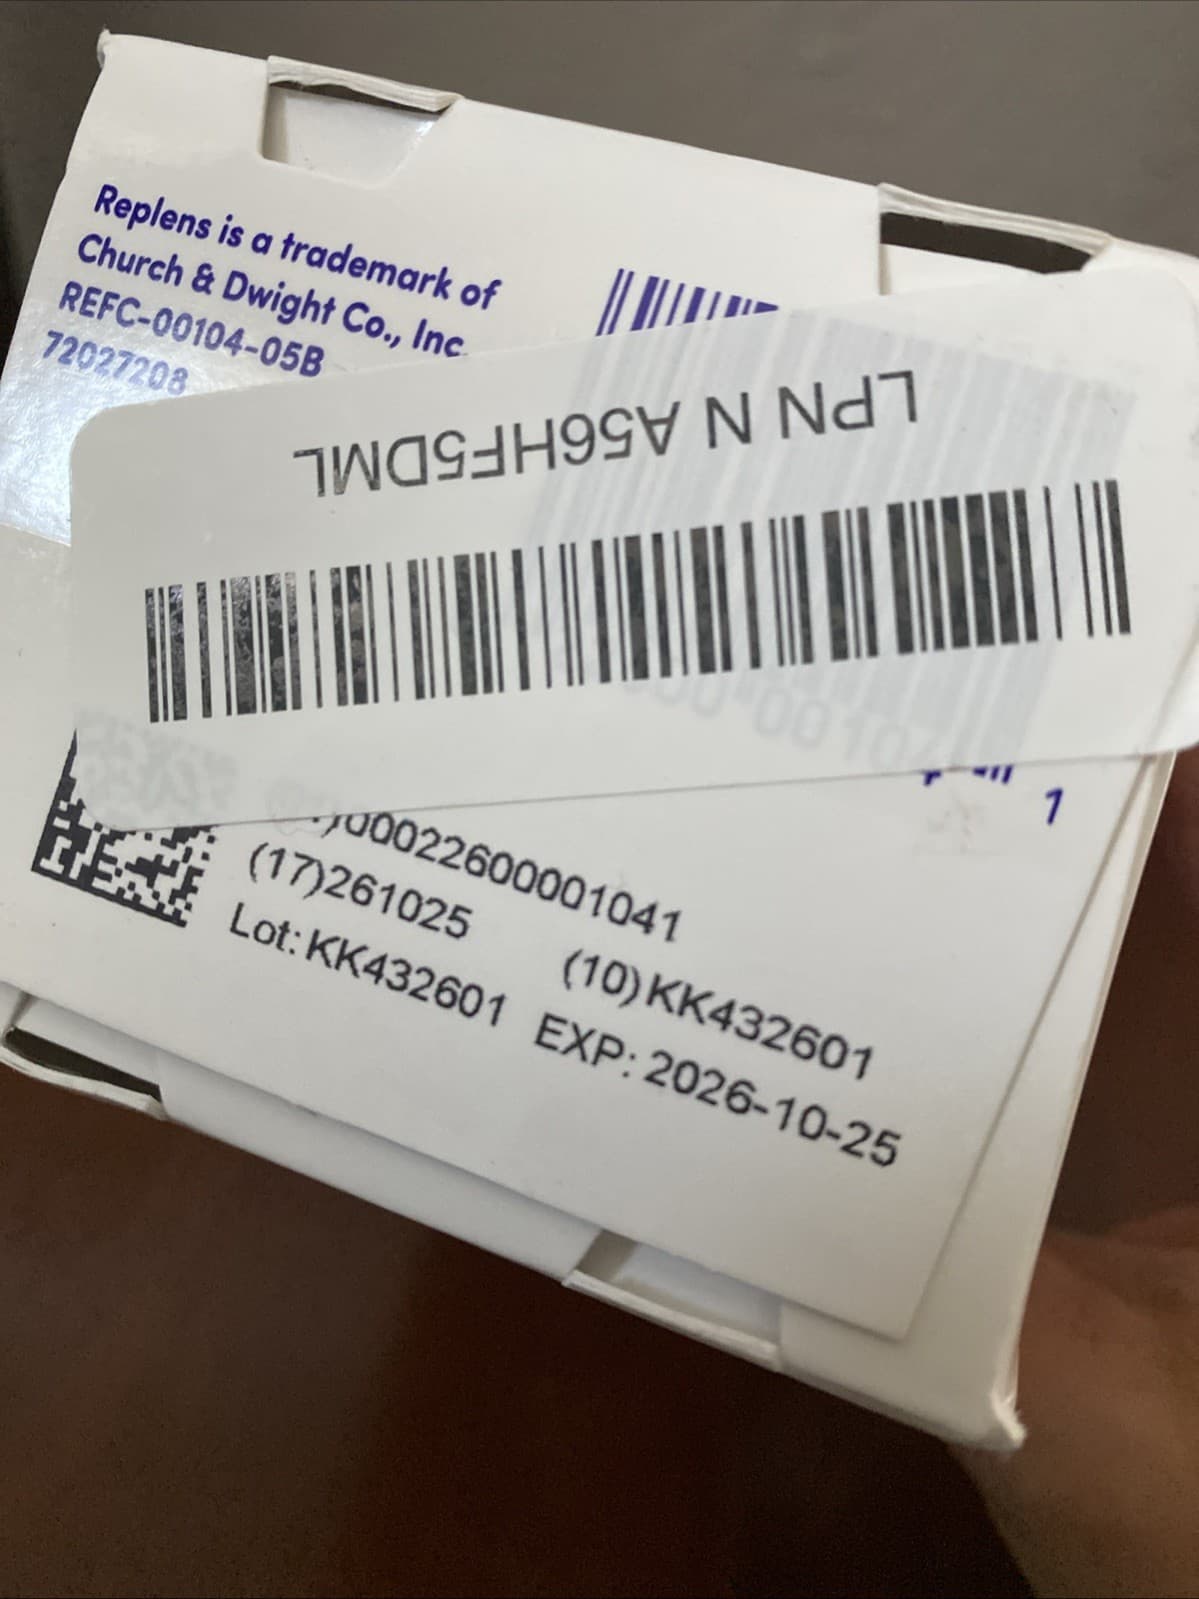 Replens is a trademark of
Church & Dwight Co., Inc.
REFC-00104-05B
72027208
LPN N A56HF5DML
)00022600001041
(17)261025
(10)KK432601
Lot: KK432601 EXP: 2026-10-25
1